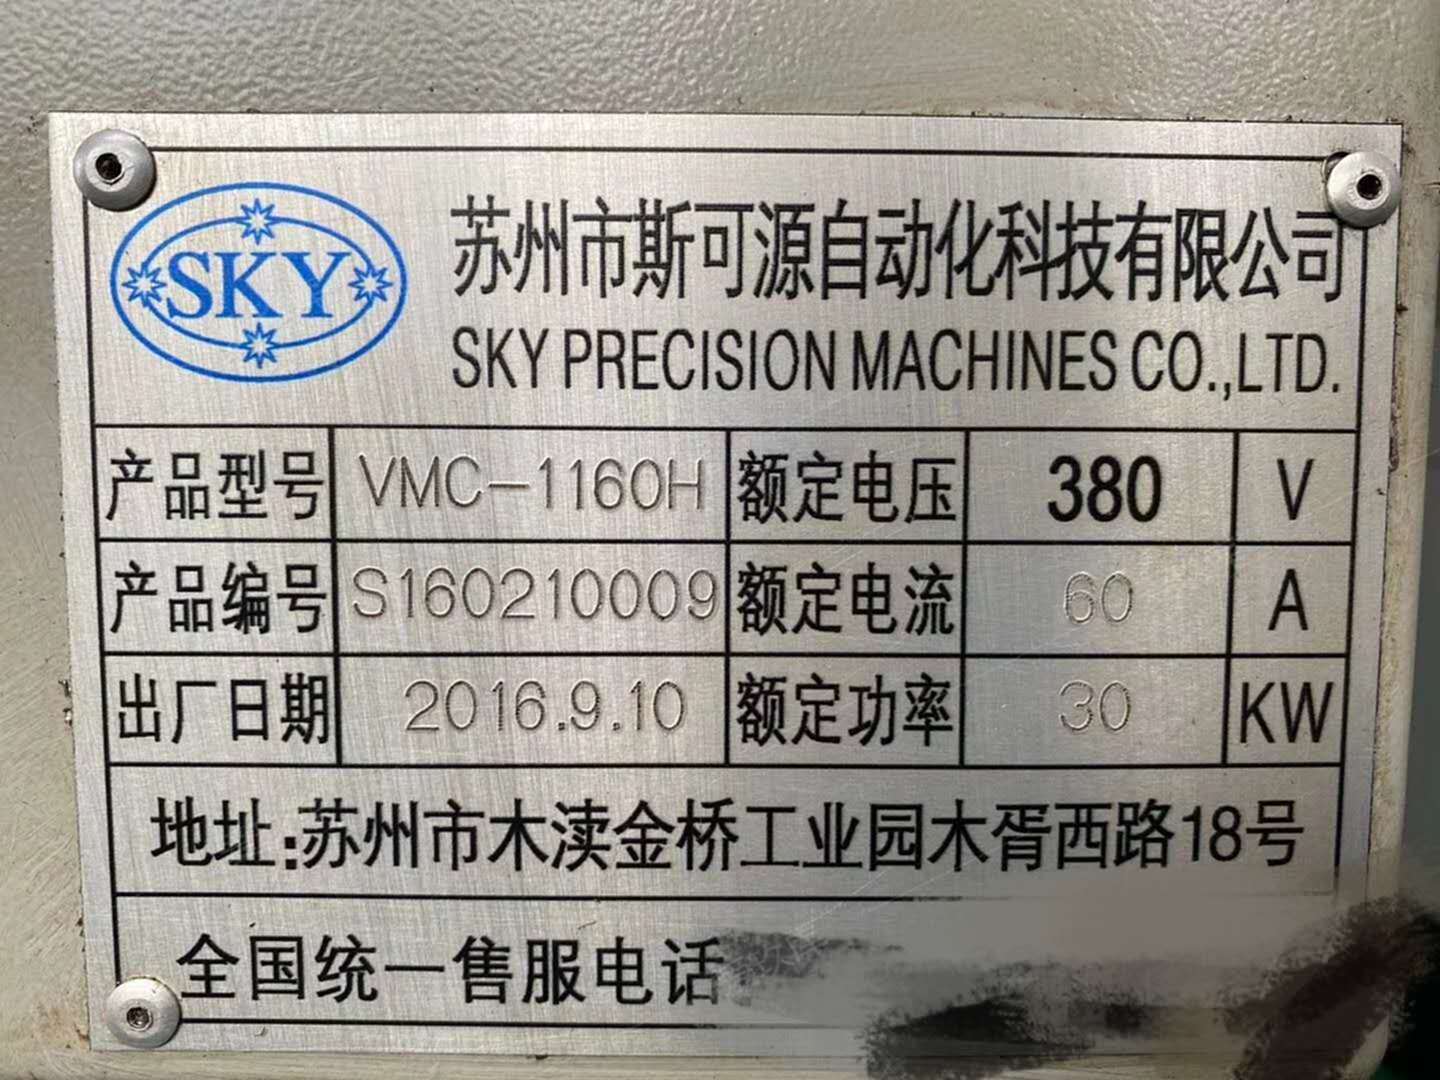 SKY
苏州市斯可源自动化科技有限公司
SKY PRECISION MACHINES CO.,LTD.
产品型号 VMC-1160H 额定电压 380 V
产品编号 S160210009 额定电流 60 A
出厂日期 2016.9.10 额定功率 30 KW
地址:苏州市木渎金桥工业园木胥西路18号
全国统一售服电话